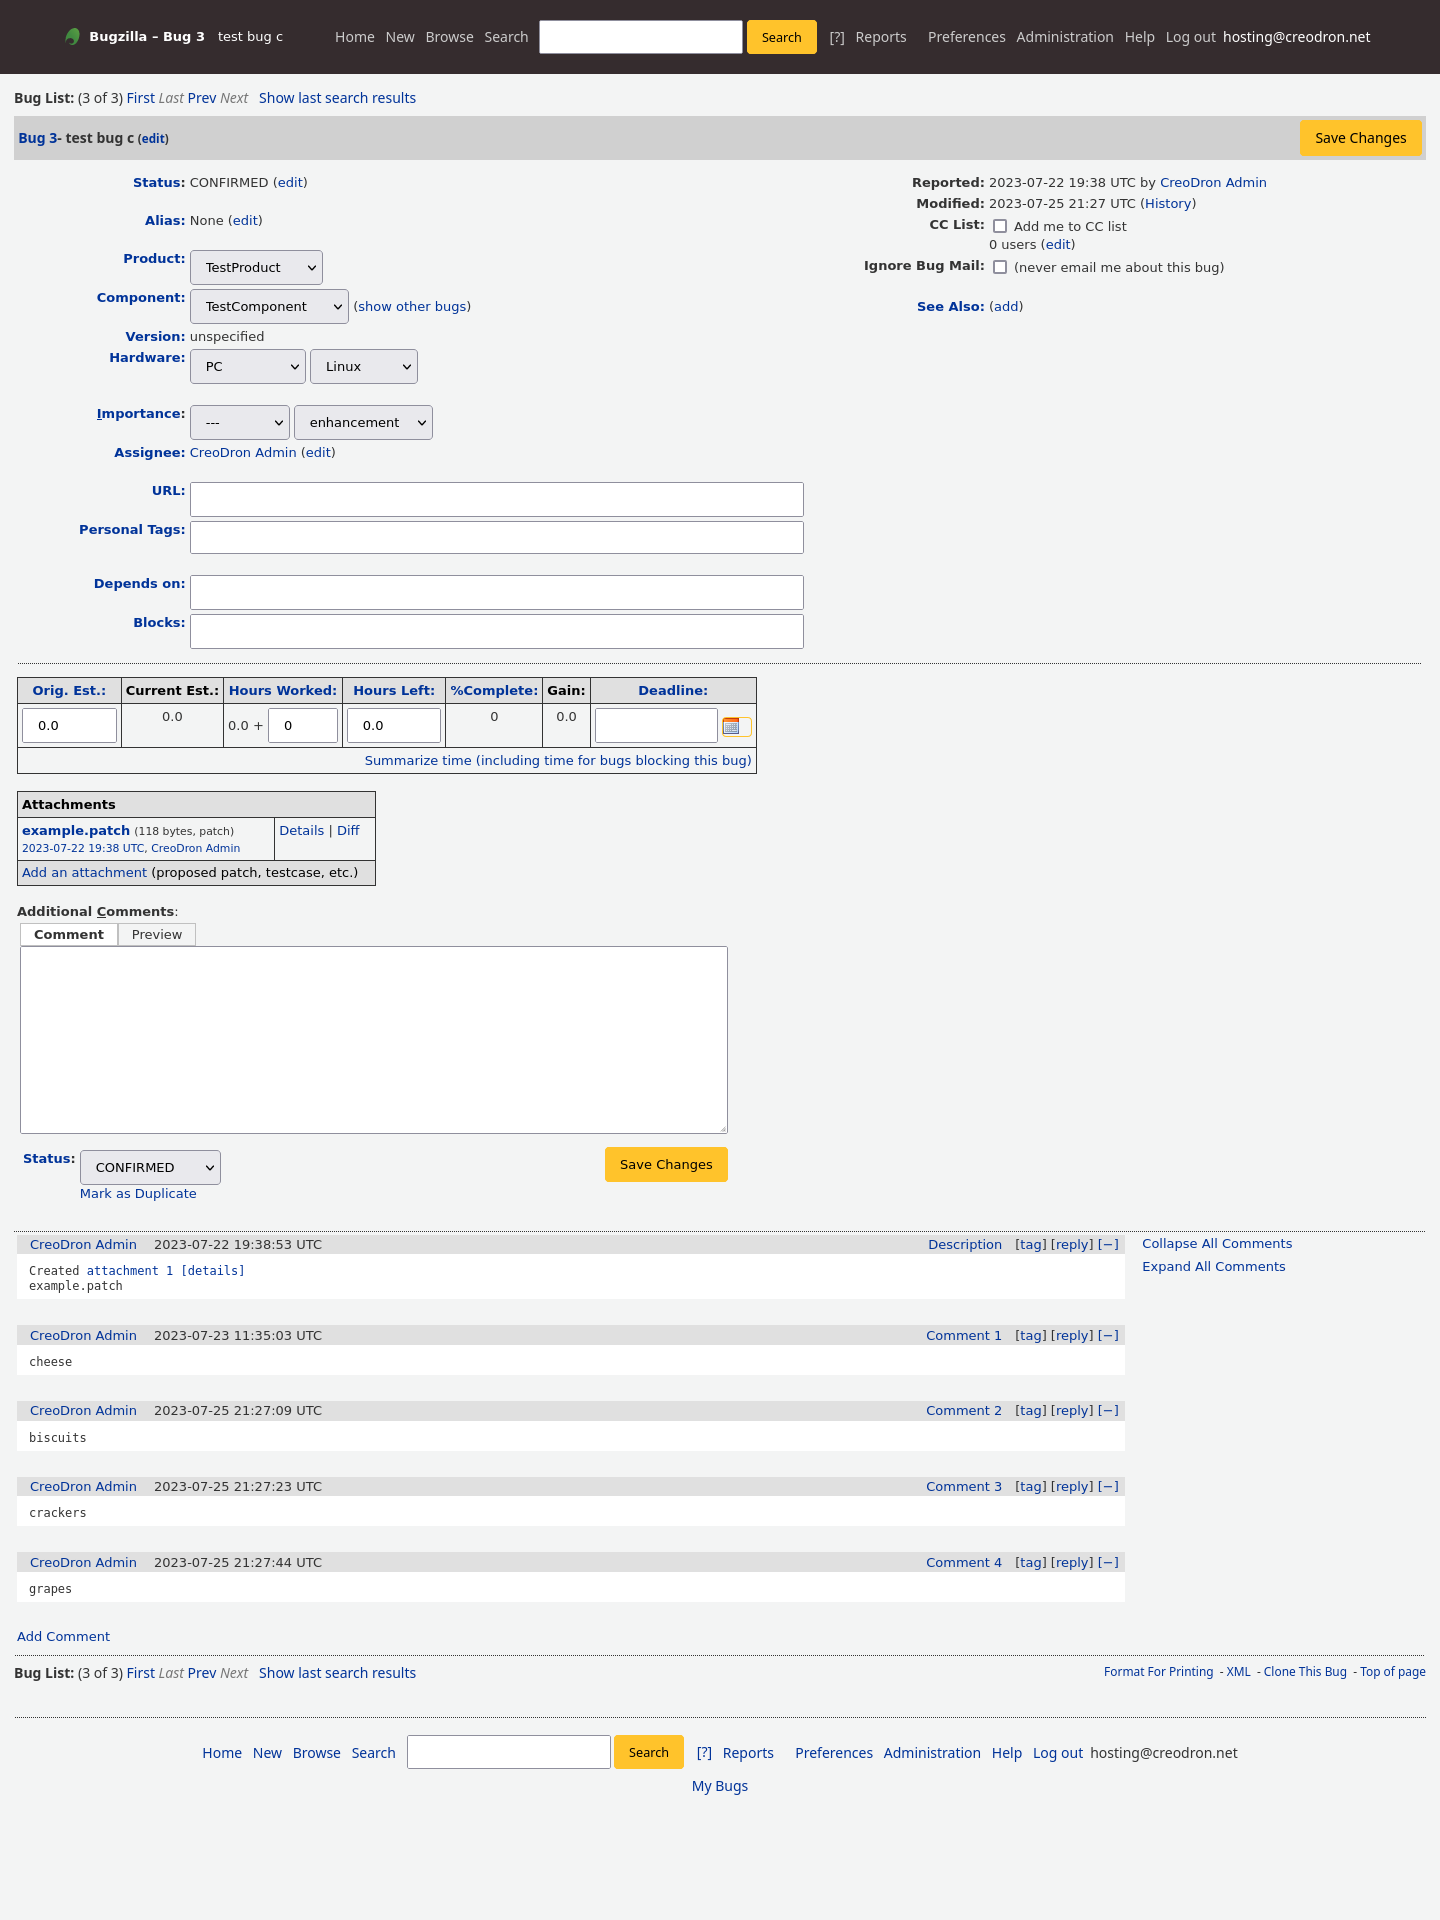 Bugzilla – Bug 3 test bug c Home New Browse Search Search [?] Reports Preferences Administration Help Log out hosting@creodron.net
Bug List: (3 of 3) First Last Prev Next Show last search results
Bug 3- test bug c (edit) Save Changes
Status: CONFIRMED (edit)
Alias: None (edit)
Product: TestProduct
Component: TestComponent (show other bugs)
Version: unspecified
Hardware: PC Linux
Importance: --- enhancement
Assignee: CreoDron Admin (edit)
URL:
Personal Tags:
Depends on:
Blocks:
Reported: 2023-07-22 19:38 UTC by CreoDron Admin
Modified: 2023-07-25 21:27 UTC (History)
CC List: Add me to CC list
0 users (edit)
Ignore Bug Mail: (never email me about this bug)
See Also: (add)
Orig. Est.: Current Est.: Hours Worked: Hours Left: %Complete: Gain: Deadline:
0.0 0.0 0.0 + 0 0.0 0 0.0
Summarize time (including time for bugs blocking this bug)
Attachments
example.patch (118 bytes, patch) Details | Diff
2023-07-22 19:38 UTC, CreoDron Admin
Add an attachment (proposed patch, testcase, etc.)
Additional Comments:
Comment Preview
Status: CONFIRMED Save Changes
Mark as Duplicate
CreoDron Admin 2023-07-22 19:38:53 UTC Description [tag] [reply] [−]
Created attachment 1 [details]
example.patch
Collapse All Comments
Expand All Comments
CreoDron Admin 2023-07-23 11:35:03 UTC Comment 1 [tag] [reply] [−]
cheese
CreoDron Admin 2023-07-25 21:27:09 UTC Comment 2 [tag] [reply] [−]
biscuits
CreoDron Admin 2023-07-25 21:27:23 UTC Comment 3 [tag] [reply] [−]
crackers
CreoDron Admin 2023-07-25 21:27:44 UTC Comment 4 [tag] [reply] [−]
grapes
Add Comment
Bug List: (3 of 3) First Last Prev Next Show last search results Format For Printing - XML - Clone This Bug - Top of page
Home New Browse Search Search [?] Reports Preferences Administration Help Log out hosting@creodron.net
My Bugs